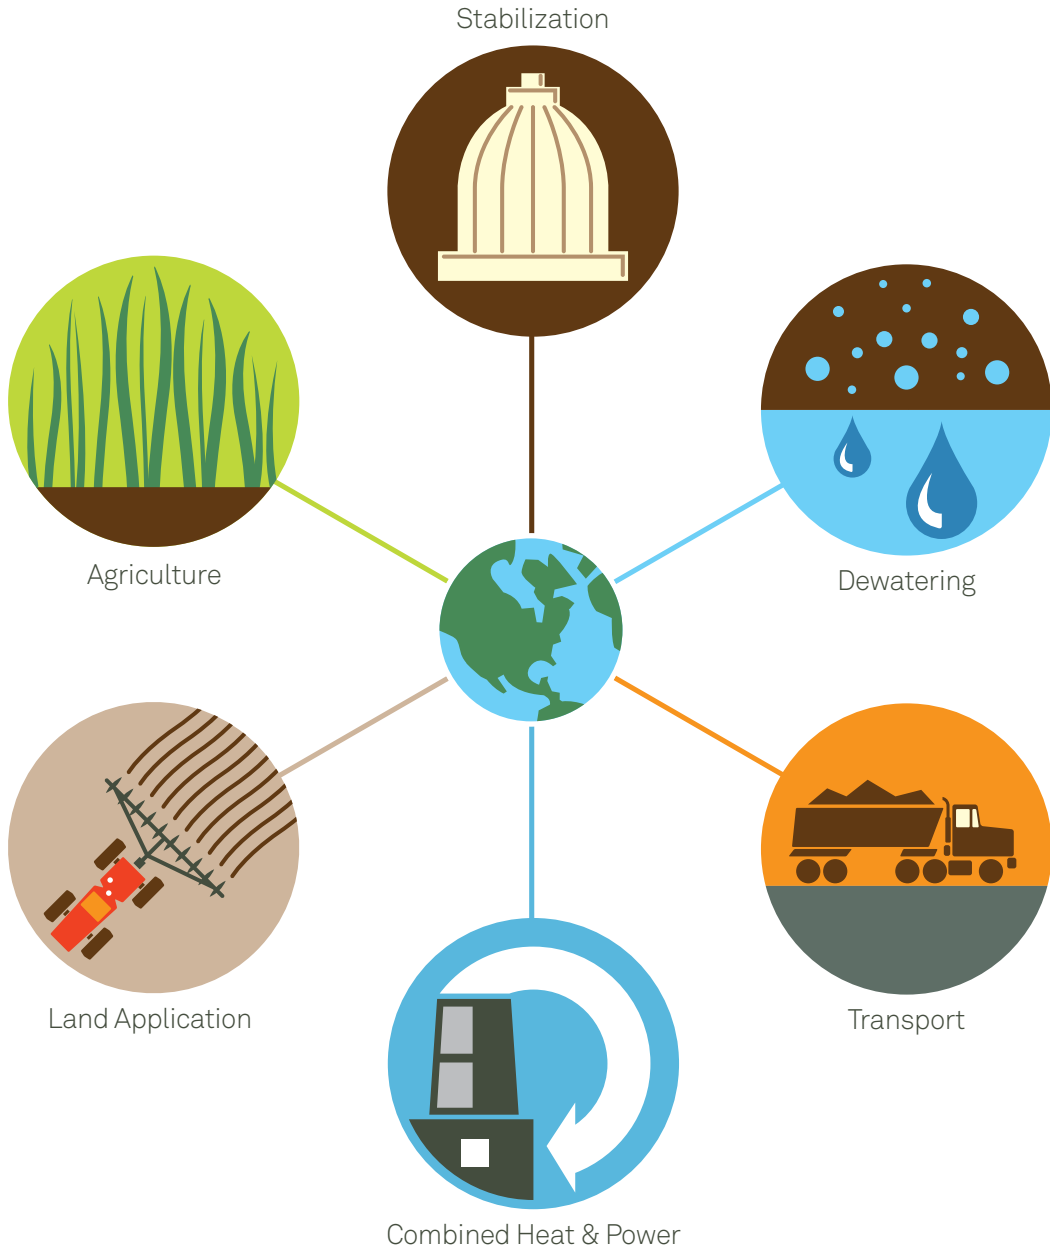 Stabilization
Agriculture
Dewatering
Land Application
Transport
Combined Heat & Power